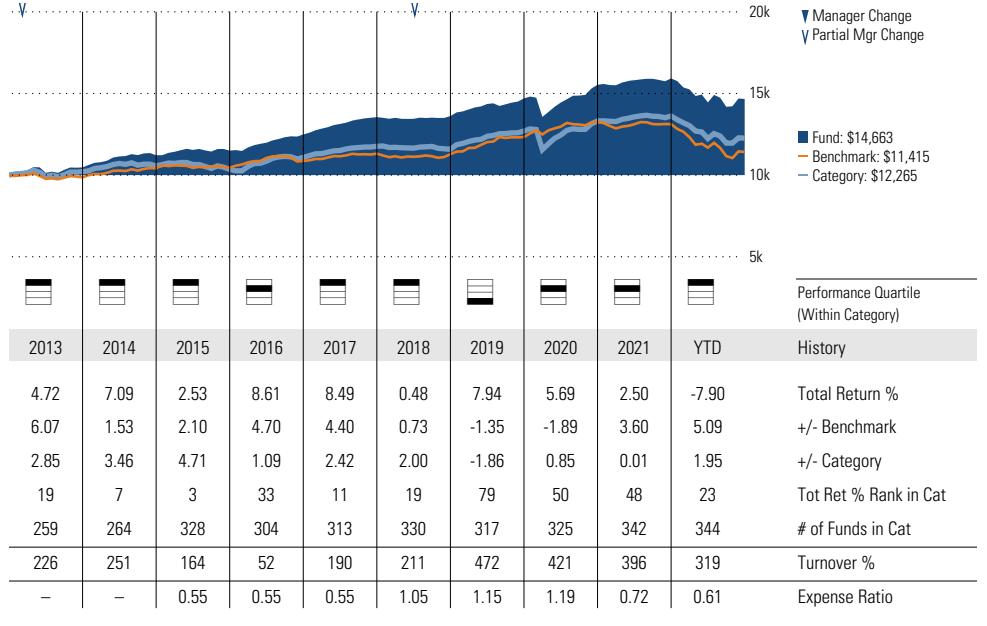 20k
Manager Change
Partial Mgr Change
15k
Fund: $14,663
Benchmark: $11,415
Category: $12,265
10k
5k
Performance Quartile
(Within Category)
2013 2014 2015 2016 2017 2018 2019 2020 2021 YTD History
4.72 7.09 2.53 8.61 8.49 0.48 7.94 5.69 2.50 -7.90 Total Return %
6.07 1.53 2.10 4.70 4.40 0.73 -1.35 -1.89 3.60 5.09 +/- Benchmark
2.85 3.46 4.71 1.09 2.42 2.00 -1.86 0.85 0.01 1.95 +/- Category
19 7 3 33 11 19 79 50 48 23 Tot Ret % Rank in Cat
259 264 328 304 313 330 317 325 342 344 # of Funds in Cat
226 251 164 52 190 211 472 421 396 319 Turnover %
– – 0.55 0.55 0.55 1.05 1.15 1.19 0.72 0.61 Expense Ratio